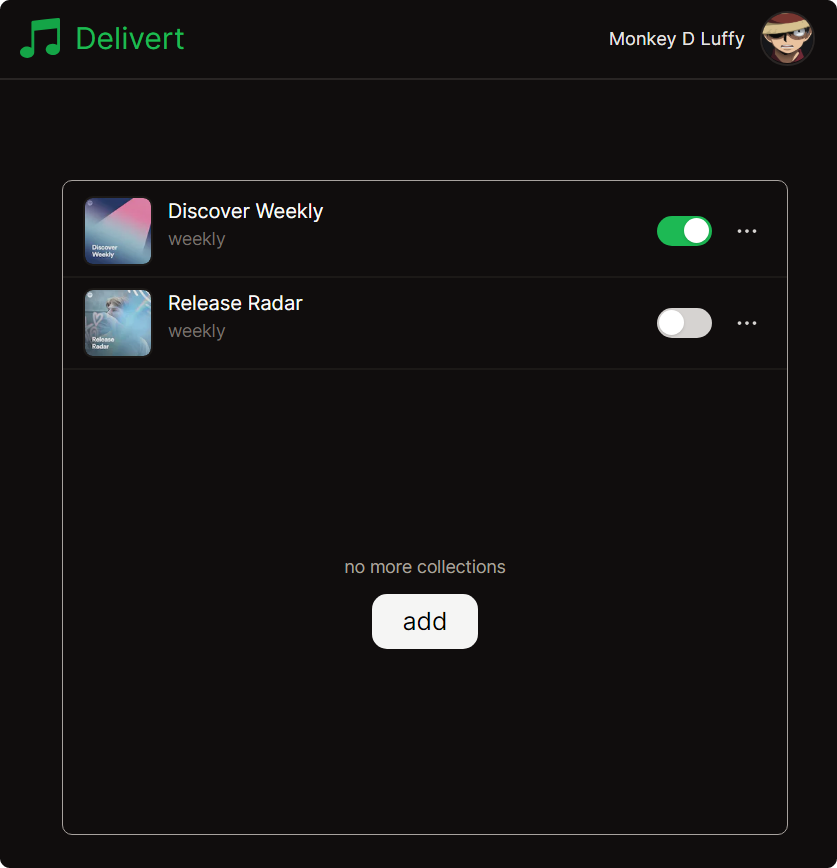 Delivert
Monkey D Luffy
Discover Weekly
weekly
Discover
Weekly
Release Radar
weekly
Release
Radar
no more collections
add